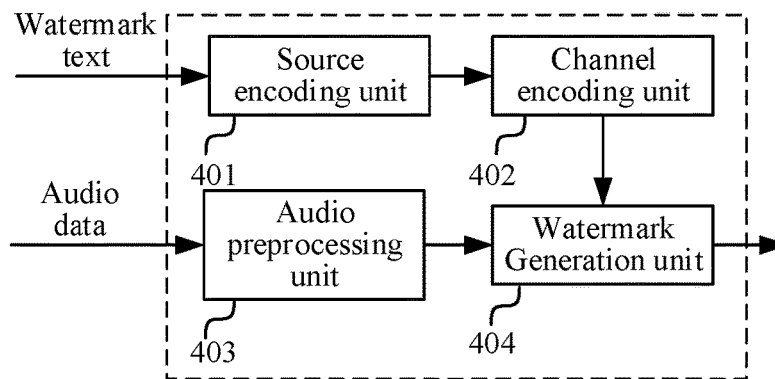 Watermark
text
Source
encoding unit
Channel
encoding unit
401
402
Audio
data
Audio
preprocessing
unit
Watermark
Generation unit
403
404